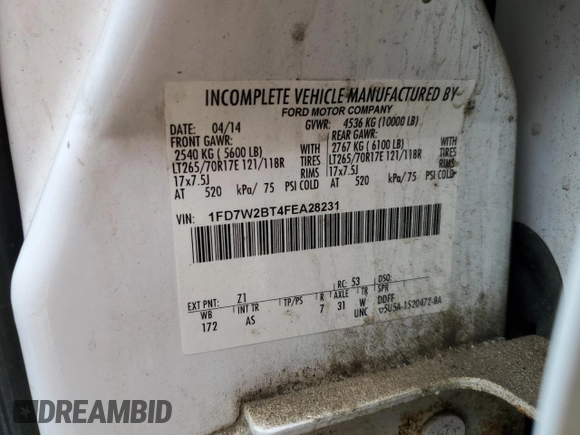 INCOMPLETE VEHICLE MANUFACTURED BY
FORD MOTOR COMPANY
DATE: 04/14 GVWR: 4536 KG (10000 LB)
FRONT GAWR: REAR GAWR:
2540 KG ( 5600 LB) WITH 2767 KG ( 6100 LB) WITH
LT265/70R17E 121/118R TIRES LT265/70R17E 121/118R TIRES
17x7.5J RIMS 17x7.5J RIMS
AT 520 kPa/ 75 PSI COLD AT 520 kPa/ 75 PSI COLD
VIN: 1FD7W2BT4FEA28231
EXT PNT: Z1 RC: 53 DSO:
WB INT TR TP/PS R AXLE TR SPR
172 AS 7 31 W DDFF
UNC ▽5U5A-1520472-BA
DREAMBID